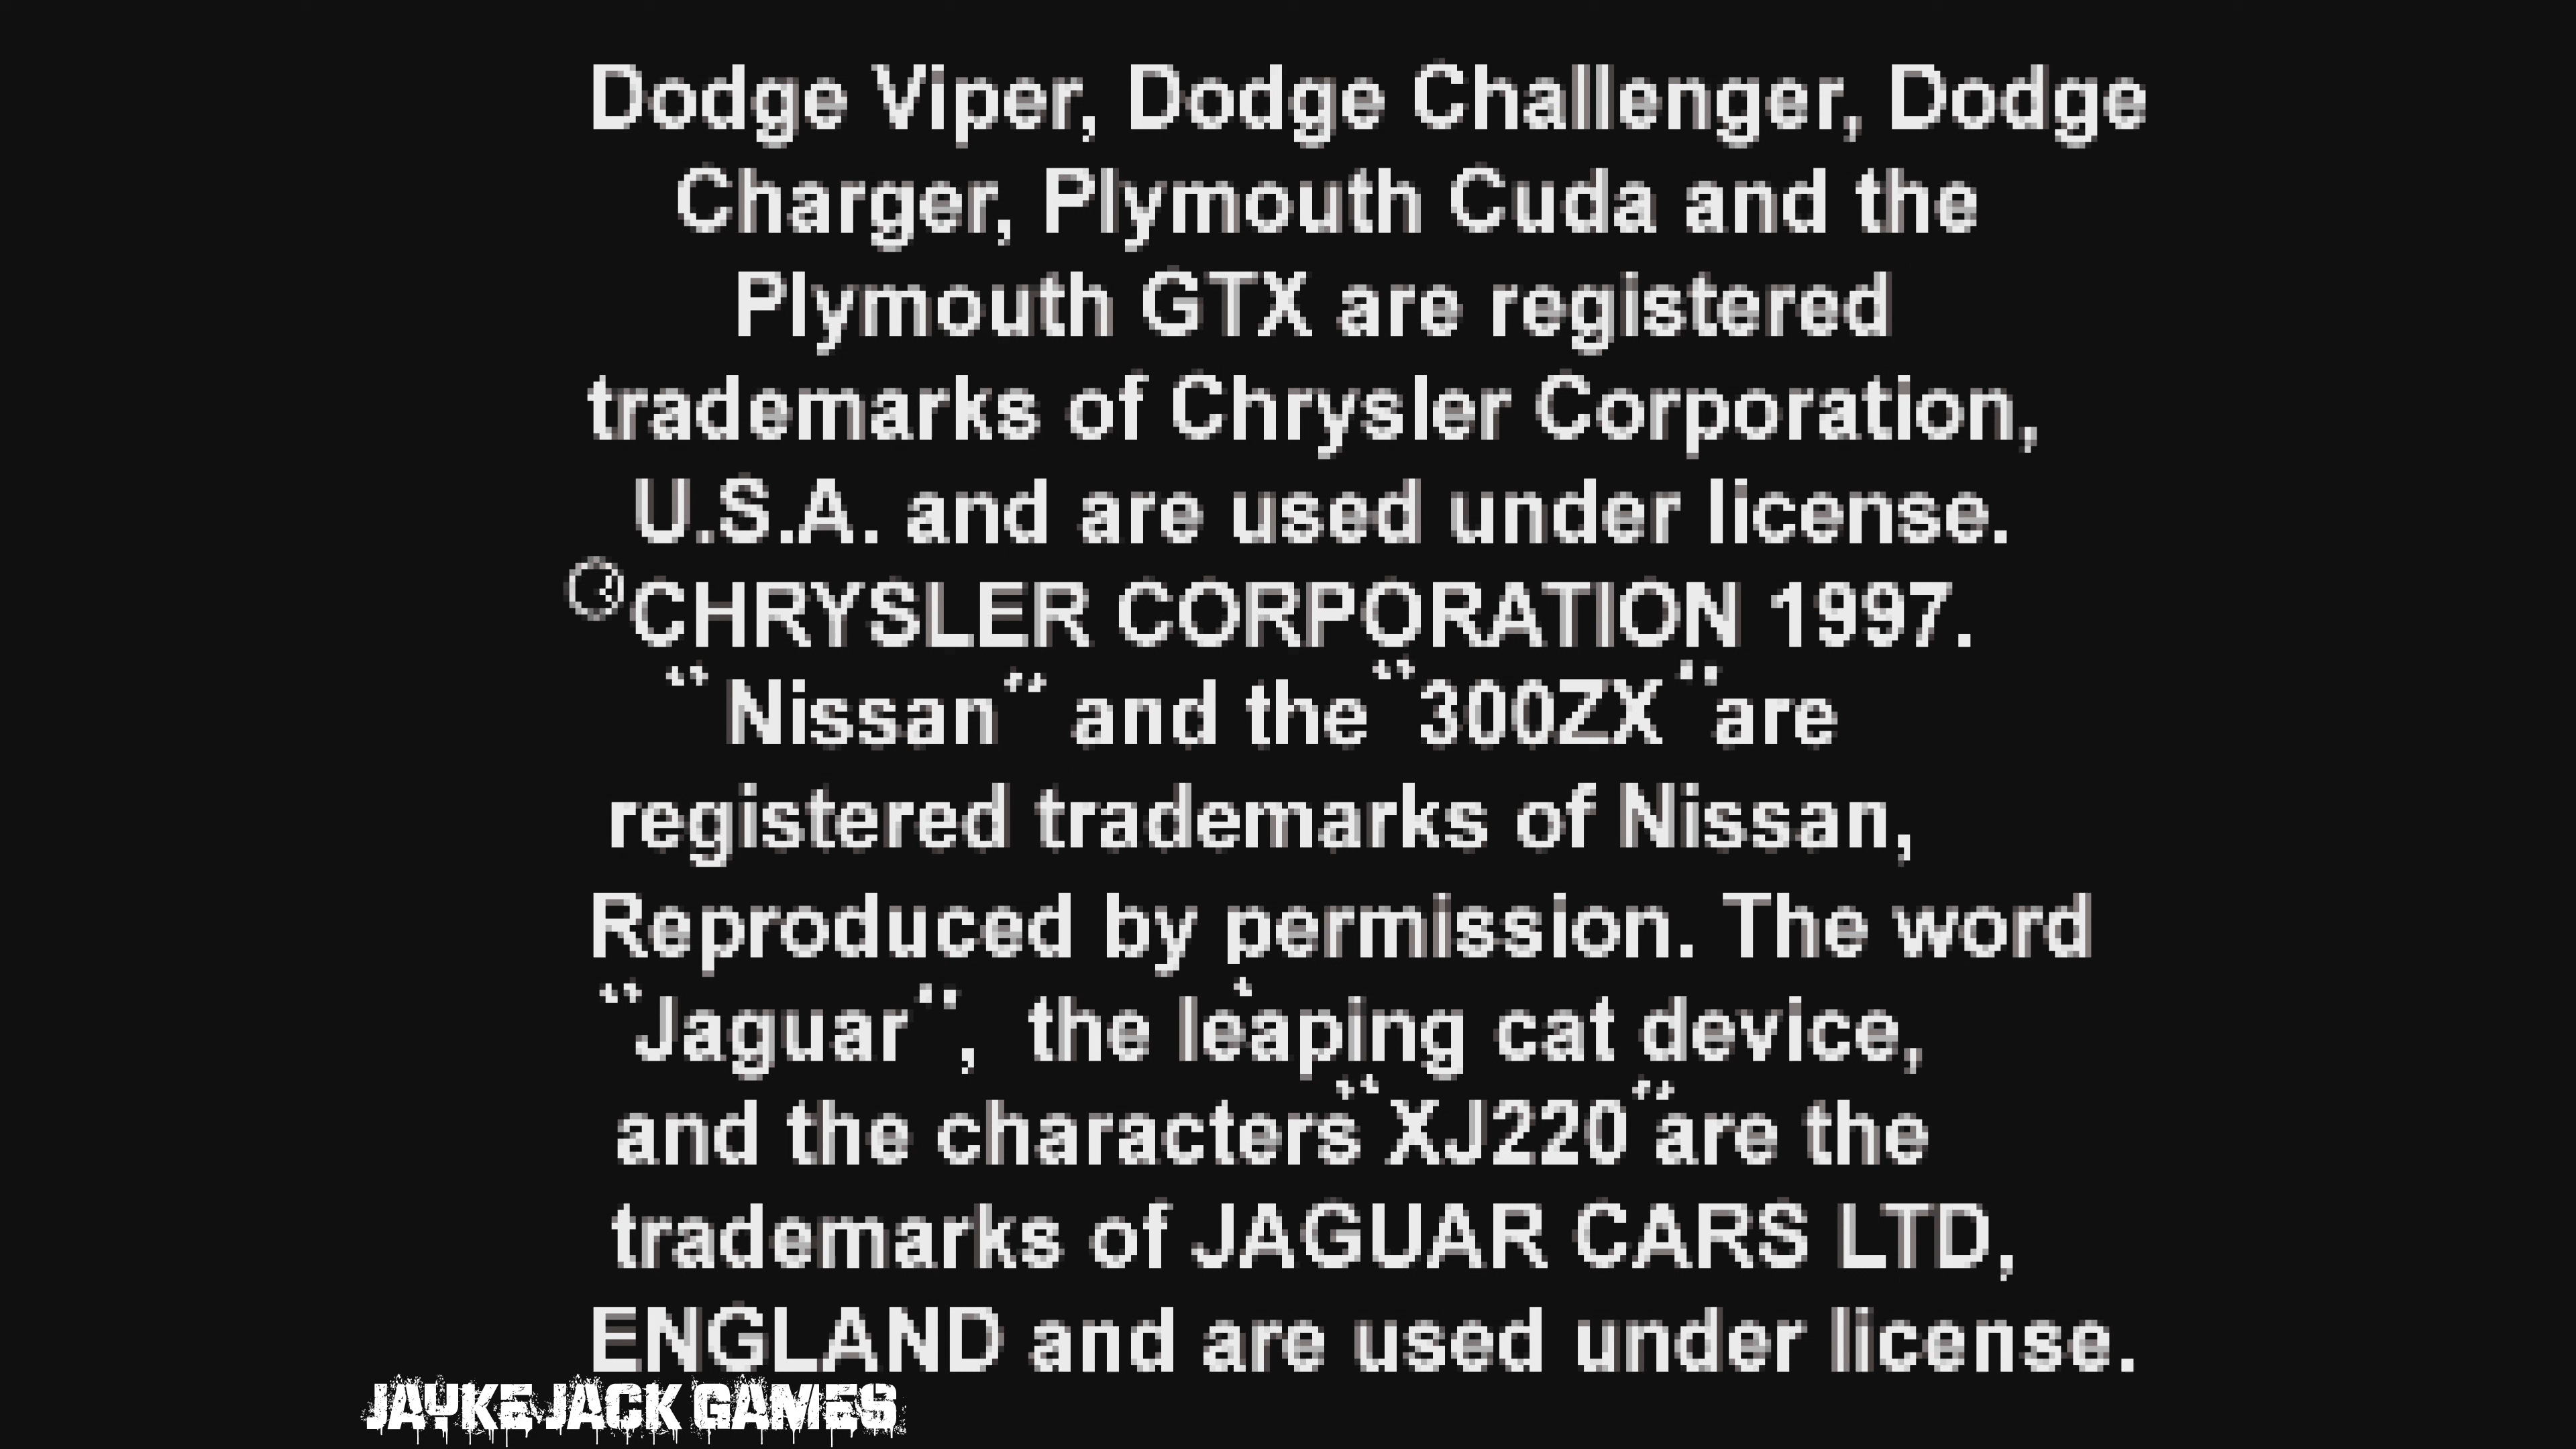 Dodge Viper, Dodge Challenger, Dodge
Charger, Plymouth Cuda and the
Plymouth GTX are registered
trademarks of Chrysler Corporation,
U.S.A. and are used under license.
©CHRYSLER CORPORATION 1997.
“Nissan” and the “300ZX” are
registered trademarks of Nissan,
Reproduced by permission. The word
“Jaguar”, the leaping cat device,
and the characters “XJ220” are the
trademarks of JAGUAR CARS LTD,
ENGLAND and are used under license.
JAYKE JACK GAMES